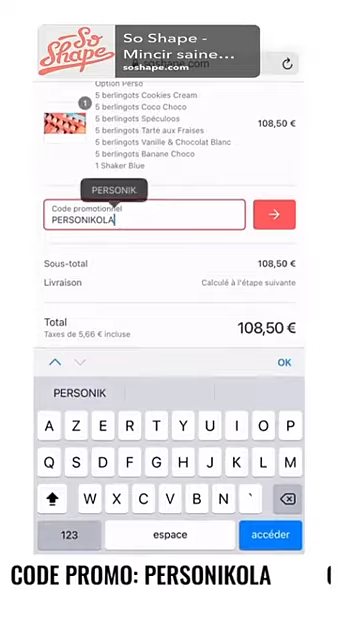 So
Shape
So Shape -
Mincir saine...
soshape.com
Option Perso
1
5 berlingots Cookies Cream
5 berlingots Coco Choco
5 berlingots Spéculoos
108,50 €
5 berlingots Tarte aux Fraises
5 berlingots Vanille & Chocolat Blanc
5 berlingots Banane Choco
1 Shaker Blue
PERSONIK
Code promotionnel
PERSONIKOLA
→
Sous-total 108,50 €
Livraison Calculé à l'étape suivante
Total 108,50 €
Taxes de 5,66 € incluse
OK
PERSONIK
A Z E R T Y U I O P
Q S D F G H J K L M
W X C V B N `
123 espace accéder
CODE PROMO: PERSONIKOLA